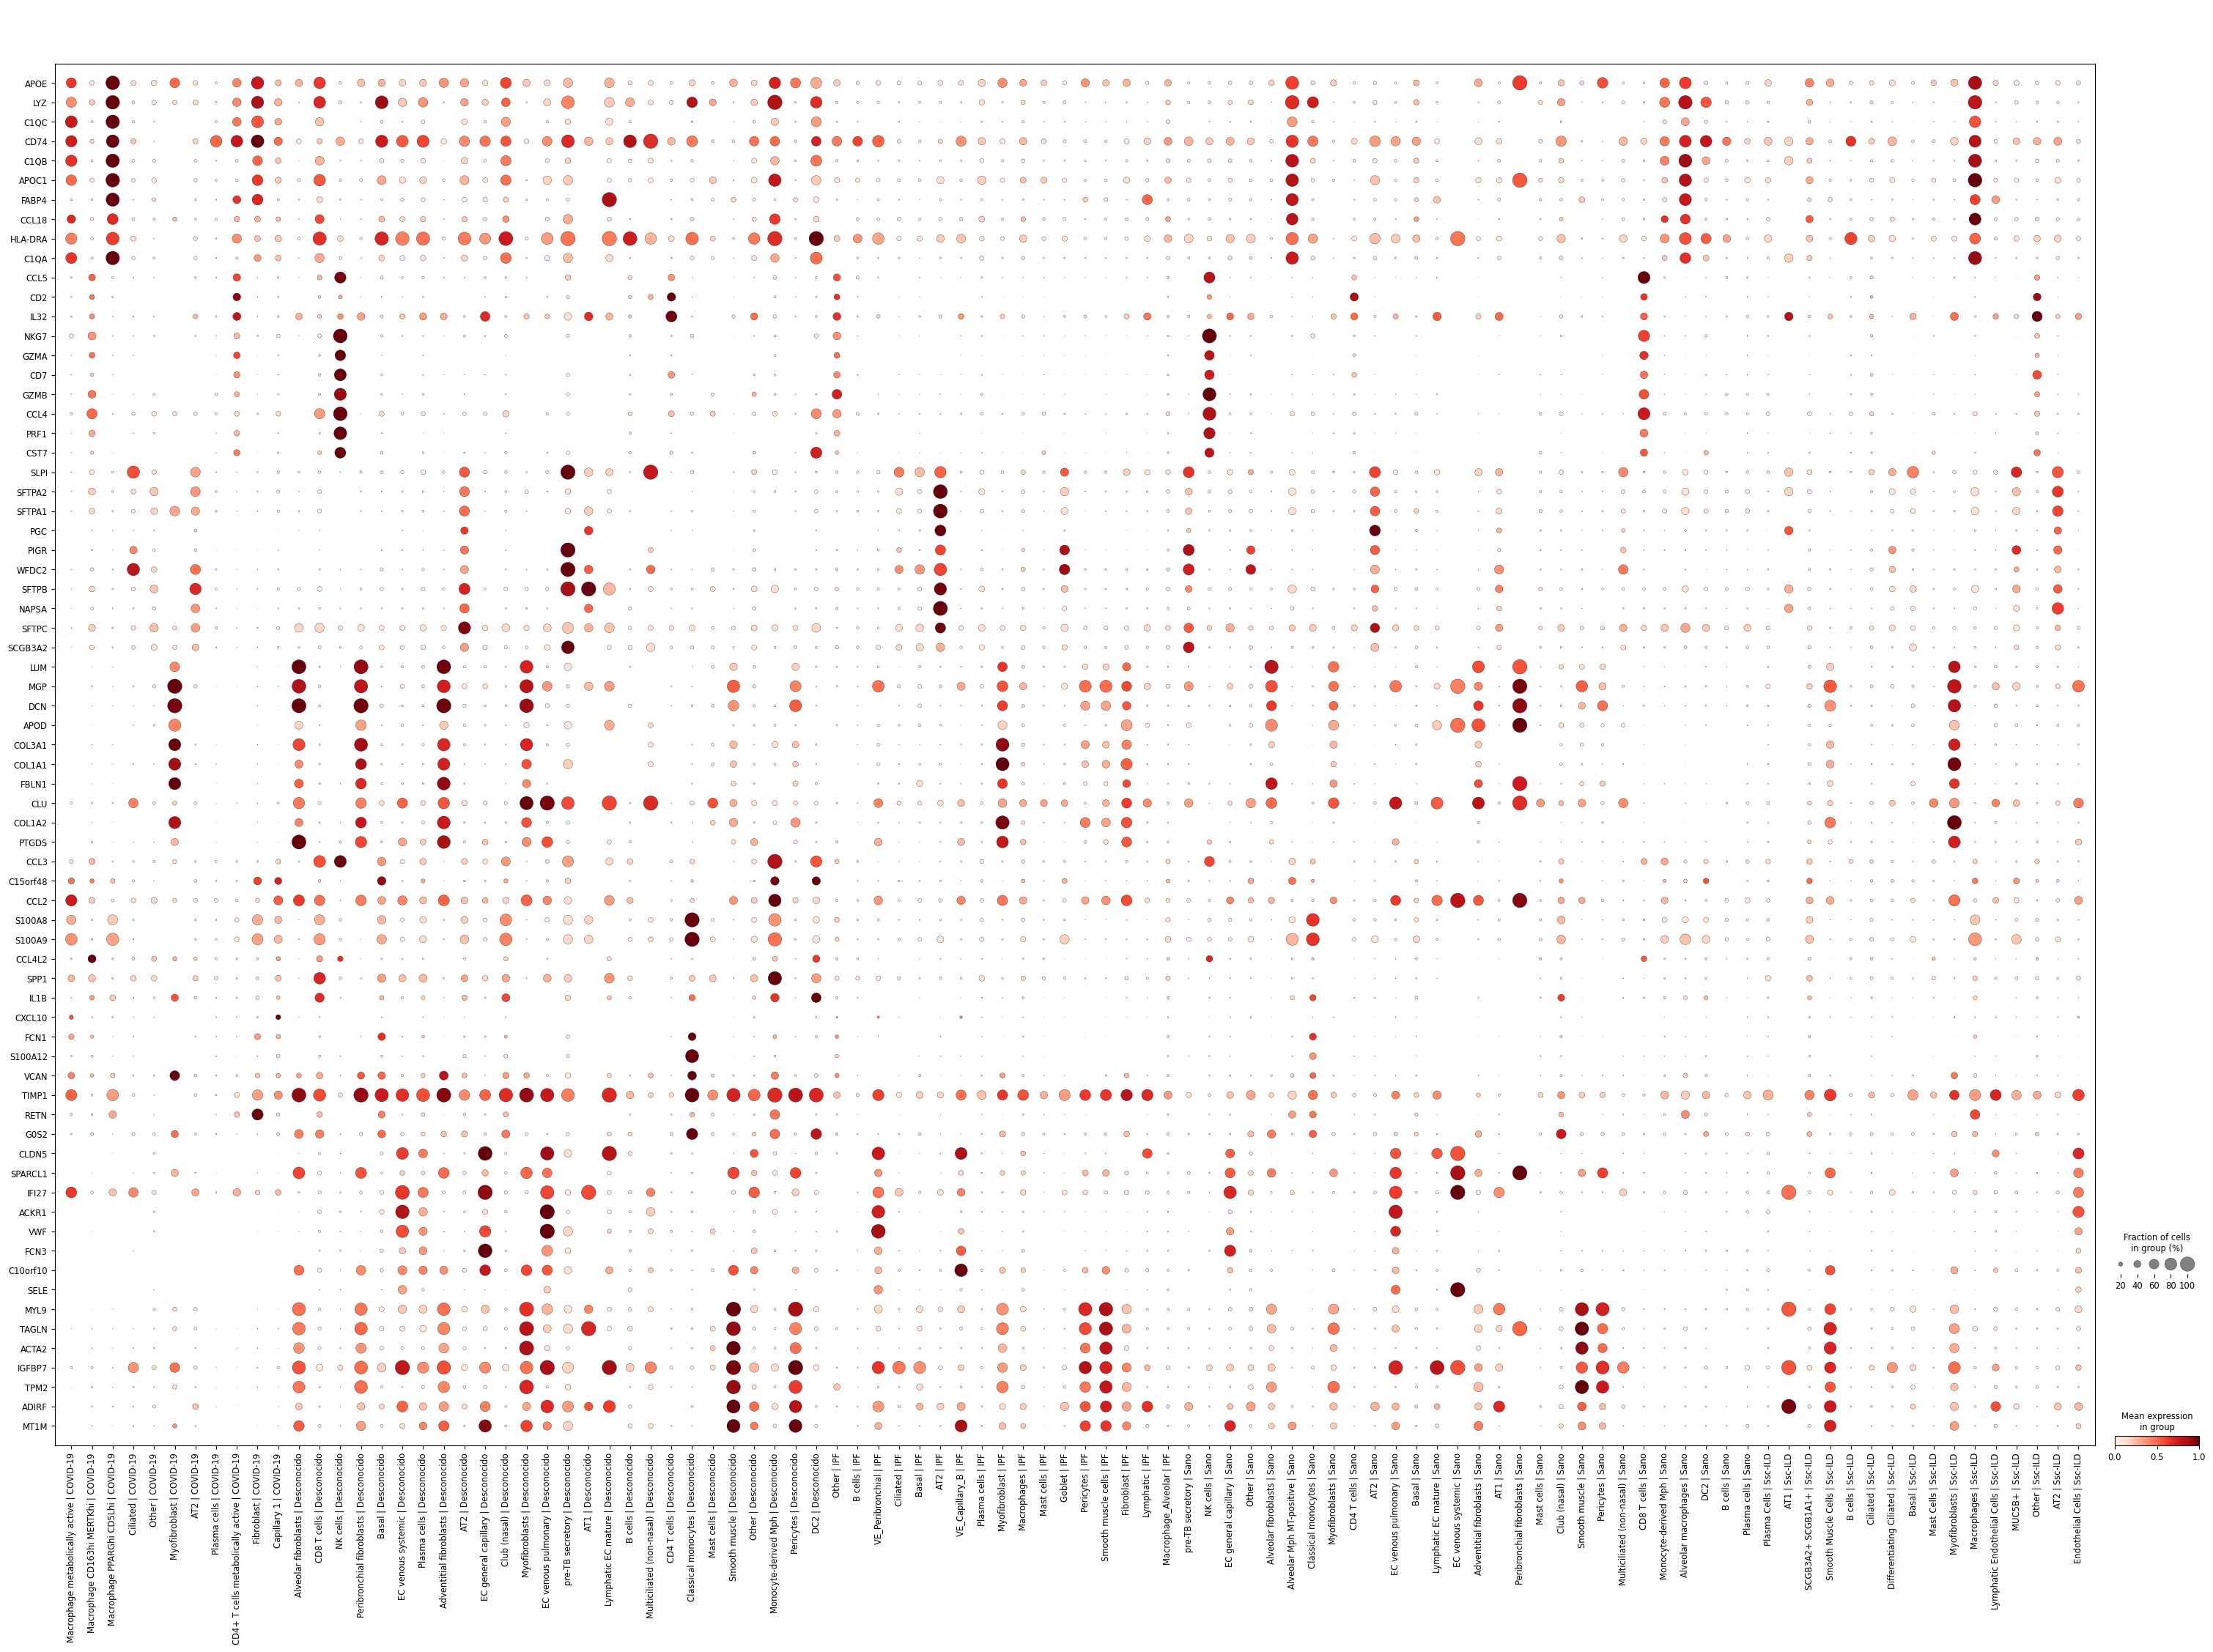 APOE
LYZ
C1QC
CD74
C1QB
APOC1
FABP4
CCL18
HLA-DRA
C1QA
CCL5
CD2
IL32
NKG7
GZMA
CD7
GZMB
CCL4
PRF1
CST7
SLPI
SFTPA2
SFTPA1
PGC
PIGR
WFDC2
SFTPB
NAPSA
SFTPC
SCGB3A2
LUM
MGP
DCN
APOD
COL3A1
COL1A1
FBLN1
CLU
COL1A2
PTGDS
CCL3
C15orf48
CCL2
S100A8
S100A9
CCL4L2
SPP1
IL1B
CXCL10
FCN1
S100A12
VCAN
TIMP1
RETN
G0S2
CLDN5
SPARCL1
IFI27
ACKR1
VWF
FCN3
C10orf10
SELE
MYL9
TAGLN
ACTA2
IGFBP7
TPM2
ADIRF
MT1M
Macrophage metabolically active | COVID-19
Macrophage CD163hi MERTKhi | COVID-19
Macrophage PPARGhi CD5Lhi | COVID-19
Ciliated | COVID-19
Other | COVID-19
Myofibroblast | COVID-19
AT2 | COVID-19
Plasma cells | COVID-19
CD4+ T cells metabolically active | COVID-19
Fibroblast | COVID-19
Capillary 1 | COVID-19
Alveolar fibroblasts | Desconocido
CD8 T cells | Desconocido
NK cells | Desconocido
Peribronchial fibroblasts | Desconocido
Basal | Desconocido
EC venous systemic | Desconocido
Plasma cells | Desconocido
Adventitial fibroblasts | Desconocido
AT2 | Desconocido
EC general capillary | Desconocido
Club (nasal) | Desconocido
Myofibroblasts | Desconocido
EC venous pulmonary | Desconocido
pre-TB secretory | Desconocido
AT1 | Desconocido
Lymphatic EC mature | Desconocido
B cells | Desconocido
Multiciliated (non-nasal) | Desconocido
CD4 T cells | Desconocido
Classical monocytes | Desconocido
Mast cells | Desconocido
Smooth muscle | Desconocido
Other | Desconocido
Monocyte-derived Mph | Desconocido
Pericytes | Desconocido
DC2 | Desconocido
Other | IPF
B cells | IPF
VE_Peribronchial | IPF
Ciliated | IPF
Basal | IPF
AT2 | IPF
VE_Capillary_B | IPF
Plasma cells | IPF
Myofibroblast | IPF
Macrophages | IPF
Mast cells | IPF
Goblet | IPF
Pericytes | IPF
Smooth muscle cells | IPF
Fibroblast | IPF
Lymphatic | IPF
Macrophage_Alveolar | IPF
pre-TB secretory | Sano
NK cells | Sano
EC general capillary | Sano
Other | Sano
Alveolar fibroblasts | Sano
Alveolar Mph MT-positive | Sano
Classical monocytes | Sano
Myofibroblasts | Sano
CD4 T cells | Sano
AT2 | Sano
EC venous pulmonary | Sano
Basal | Sano
Lymphatic EC mature | Sano
EC venous systemic | Sano
Adventitial fibroblasts | Sano
AT1 | Sano
Peribronchial fibroblasts | Sano
Mast cells | Sano
Club (nasal) | Sano
Smooth muscle | Sano
Pericytes | Sano
Multiciliated (non-nasal) | Sano
CD8 T cells | Sano
Monocyte-derived Mph | Sano
Alveolar macrophages | Sano
DC2 | Sano
B cells | Sano
Plasma cells | Sano
Plasma Cells | Ssc-ILD
AT1 | Ssc-ILD
SCGB3A2+ SCGB1A1+ | Ssc-ILD
Smooth Muscle Cells | Ssc-ILD
B cells | Ssc-ILD
Ciliated | Ssc-ILD
Differentiating Ciliated | Ssc-ILD
Basal | Ssc-ILD
Mast Cells | Ssc-ILD
Myofibroblasts | Ssc-ILD
Macrophages | Ssc-ILD
Lymphatic Endothelial Cells | Ssc-ILD
MUC5B+ | Ssc-ILD
Other | Ssc-ILD
AT2 | Ssc-ILD
Endothelial Cells | Ssc-ILD
Fraction of cells
in group (%)
20 40 60 80 100
Mean expression
in group
0.0 0.5 1.0